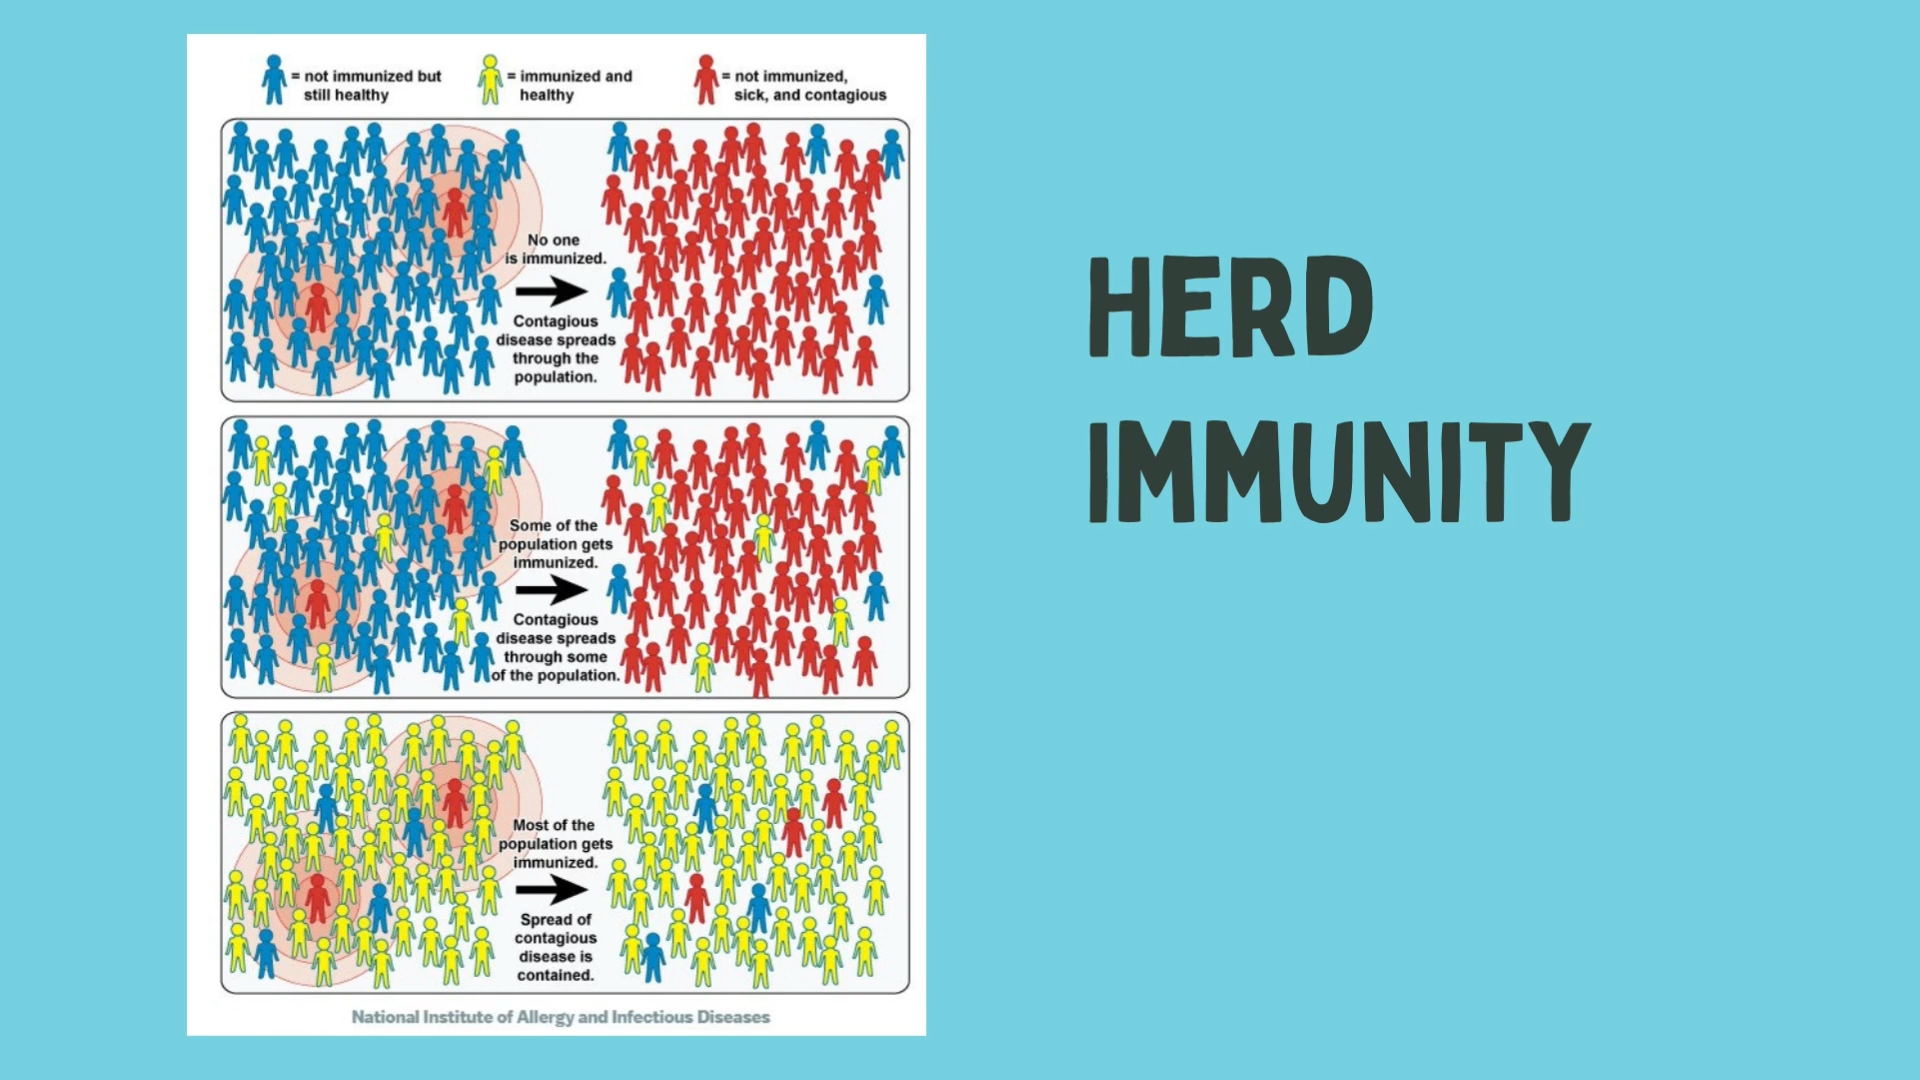 = not immunized but
still healthy
= immunized and
healthy
= not immunized,
sick, and contagious
No one
is immunized.
Contagious
disease spreads
through the
population.
Some of the
population gets
immunized.
Contagious
disease spreads
through some
of the population.
Most of the
population gets
immunized.
Spread of
contagious
disease is
contained.
National Institute of Allergy and Infectious Diseases
HERD
IMMUNITY